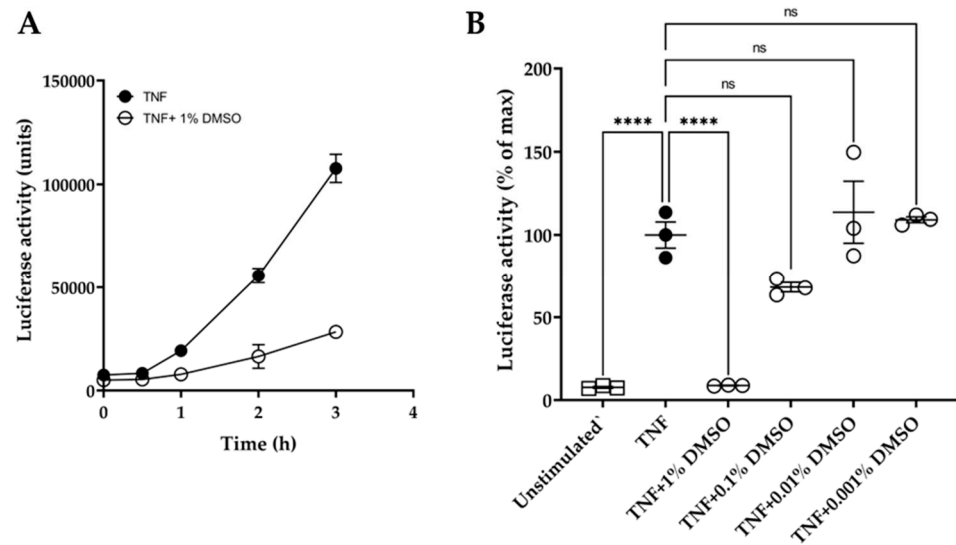 A
B
Luciferase activity (units)
150000
100000
50000
0
TNF
TNF+ 1% DMSO
0
1
2
3
4
Time (h)
Luciferase activity (% of max)
200
150
100
50
0
ns
ns
ns
****
****
Unstimulated`
TNF
TNF+1% DMSO
TNF+0.1% DMSO
TNF+0.01% DMSO
TNF+0.001% DMSO